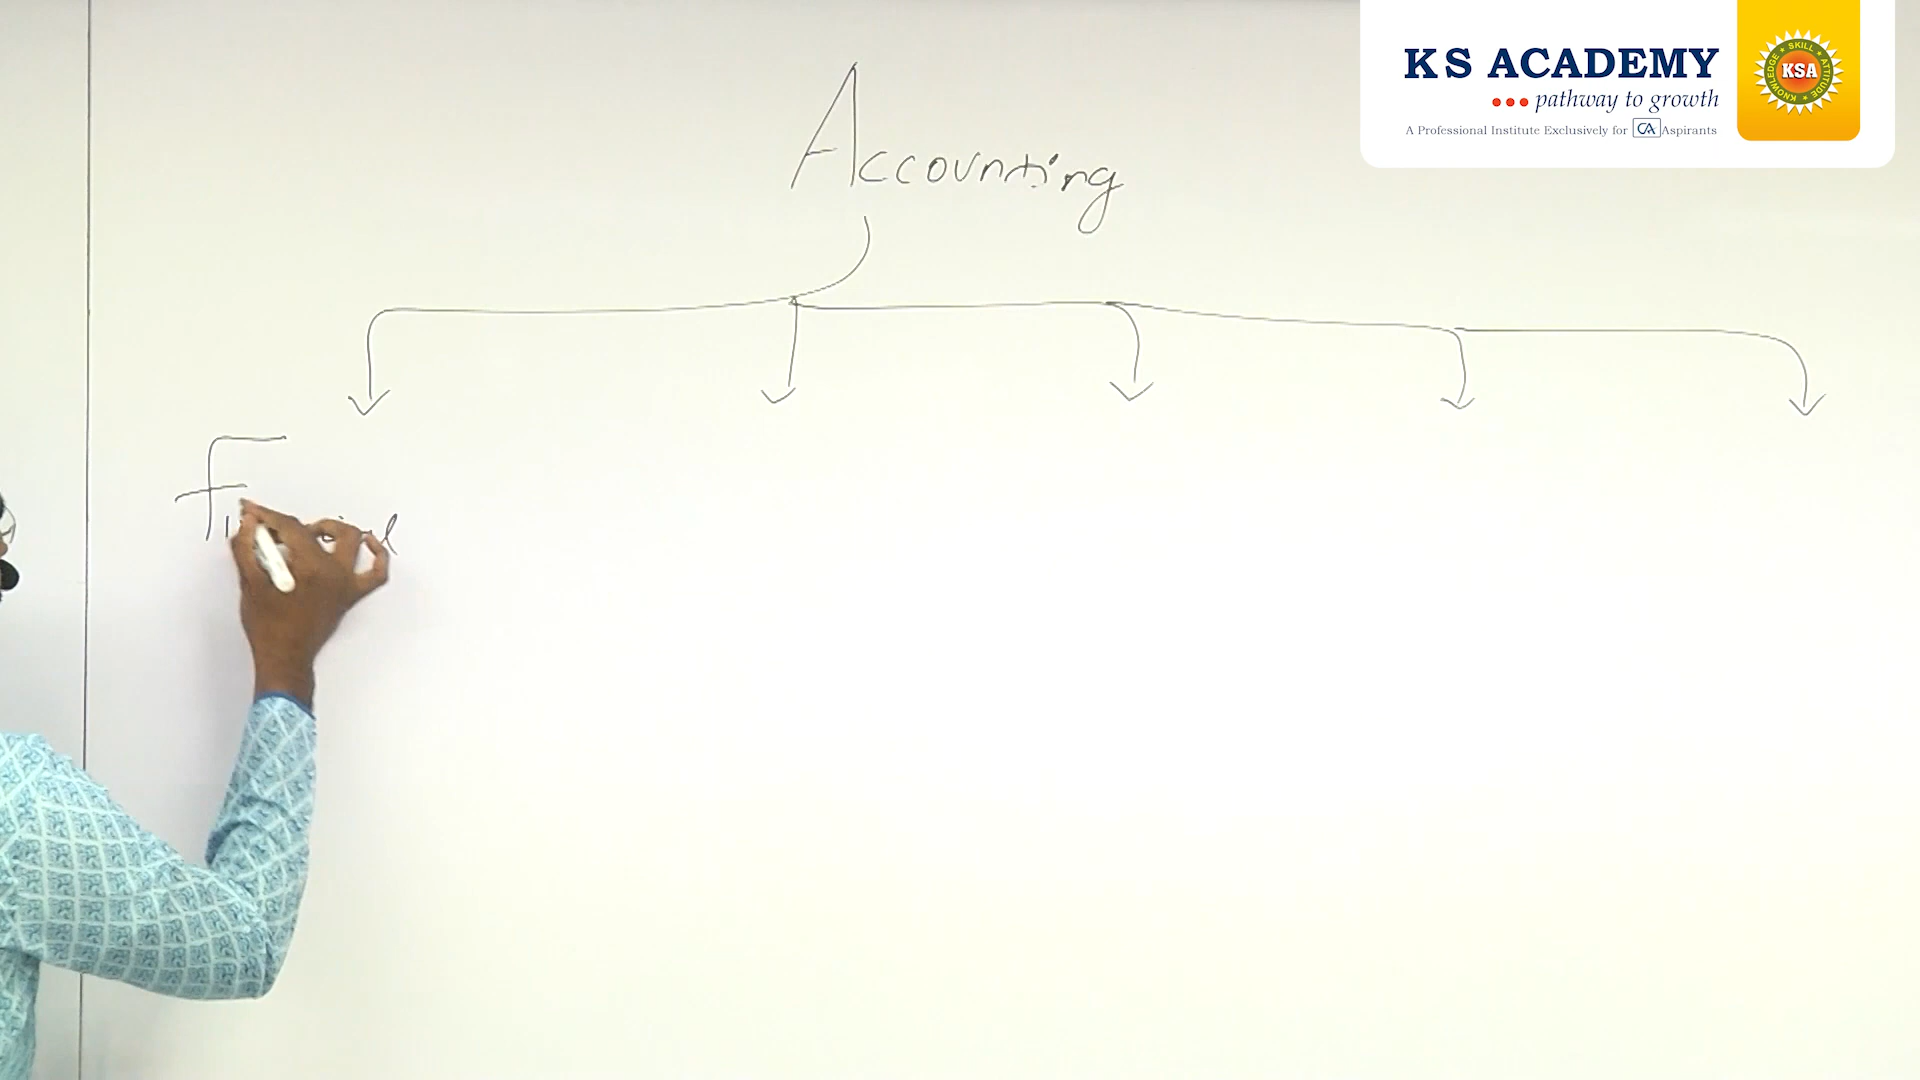 KS ACADEMY
pathway to growth
A Professional Institute Exclusively for CA Aspirants
KNOWLEDGE * SKILL * ATTITUDE *
KSA
Accounting